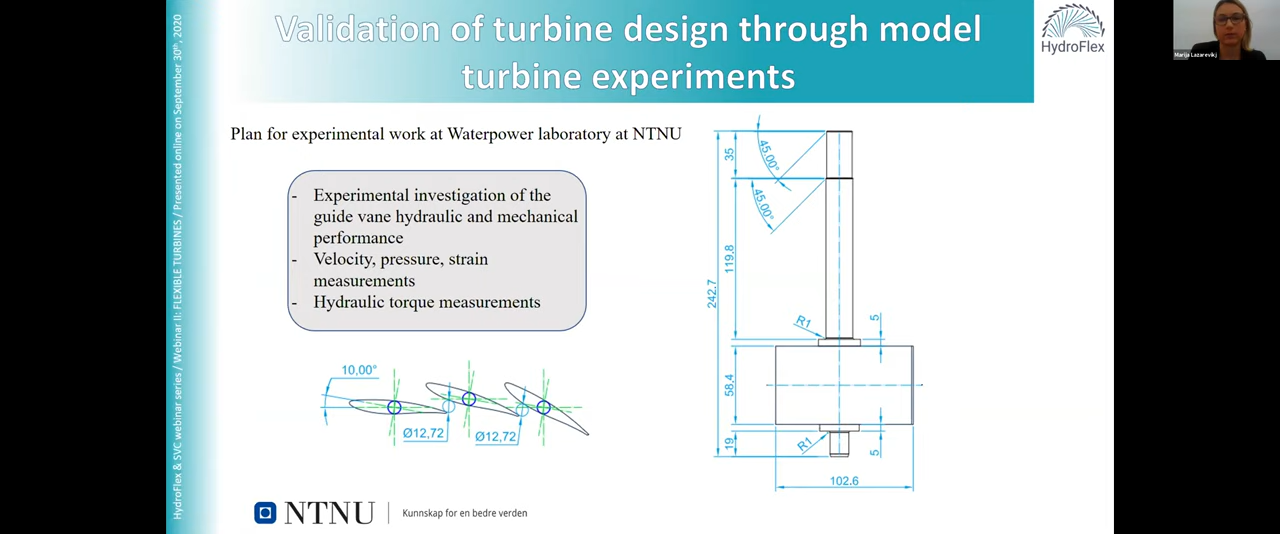 HydroFlex & SVC webinar series / Webinar II: FLEXIBLE TURBINES / Presented online on September 30th, 2020
Validation of turbine design through model
turbine experiments
HydroFlex
Marija Lazarevikj
Plan for experimental work at Waterpower laboratory at NTNU
- Experimental investigation of the
guide vane hydraulic and mechanical
performance
- Velocity, pressure, strain
measurements
- Hydraulic torque measurements
10,00°
Ø12,72
Ø12,72
35
45.00°
45.00°
119.8
242.7
R1
5
58.4
19
R1
5
102.6
NTNU
Kunnskap for en bedre verden